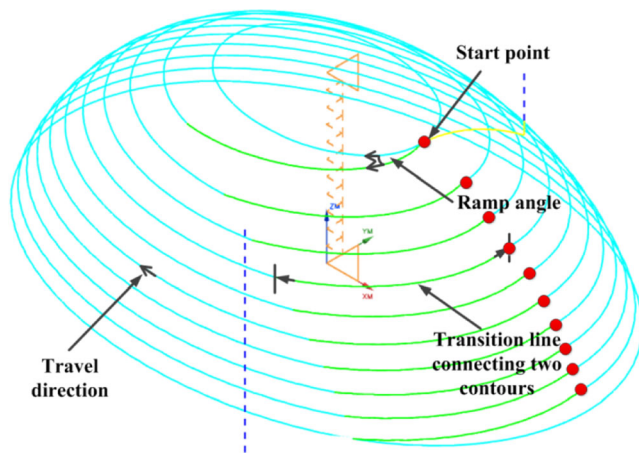 Start point
Ramp angle
ZM
YM
XM
Travel
direction
Transition line
connecting two
contours